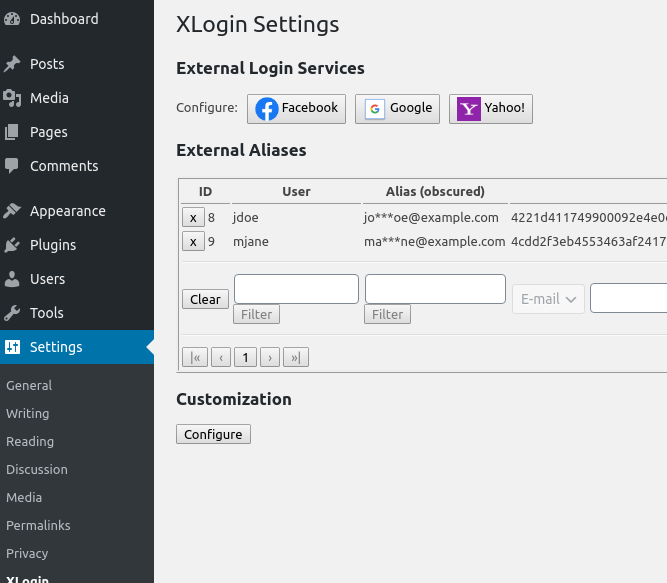 Dashboard
Posts
Media
Pages
Comments
Appearance
Plugins
Users
Tools
Settings
General
Writing
Reading
Discussion
Media
Permalinks
Privacy
XLogin
XLogin Settings
External Login Services
Configure: Facebook Google Yahoo!
External Aliases
ID User Alias (obscured)
x 8 jdoe jo***oe@example.com 4221d411749900092e4e0
x 9 mjane ma***ne@example.com 4cdd2f3eb4553463af2417
Clear E-mail
Filter Filter
|« ‹ 1 › »|
Customization
Configure